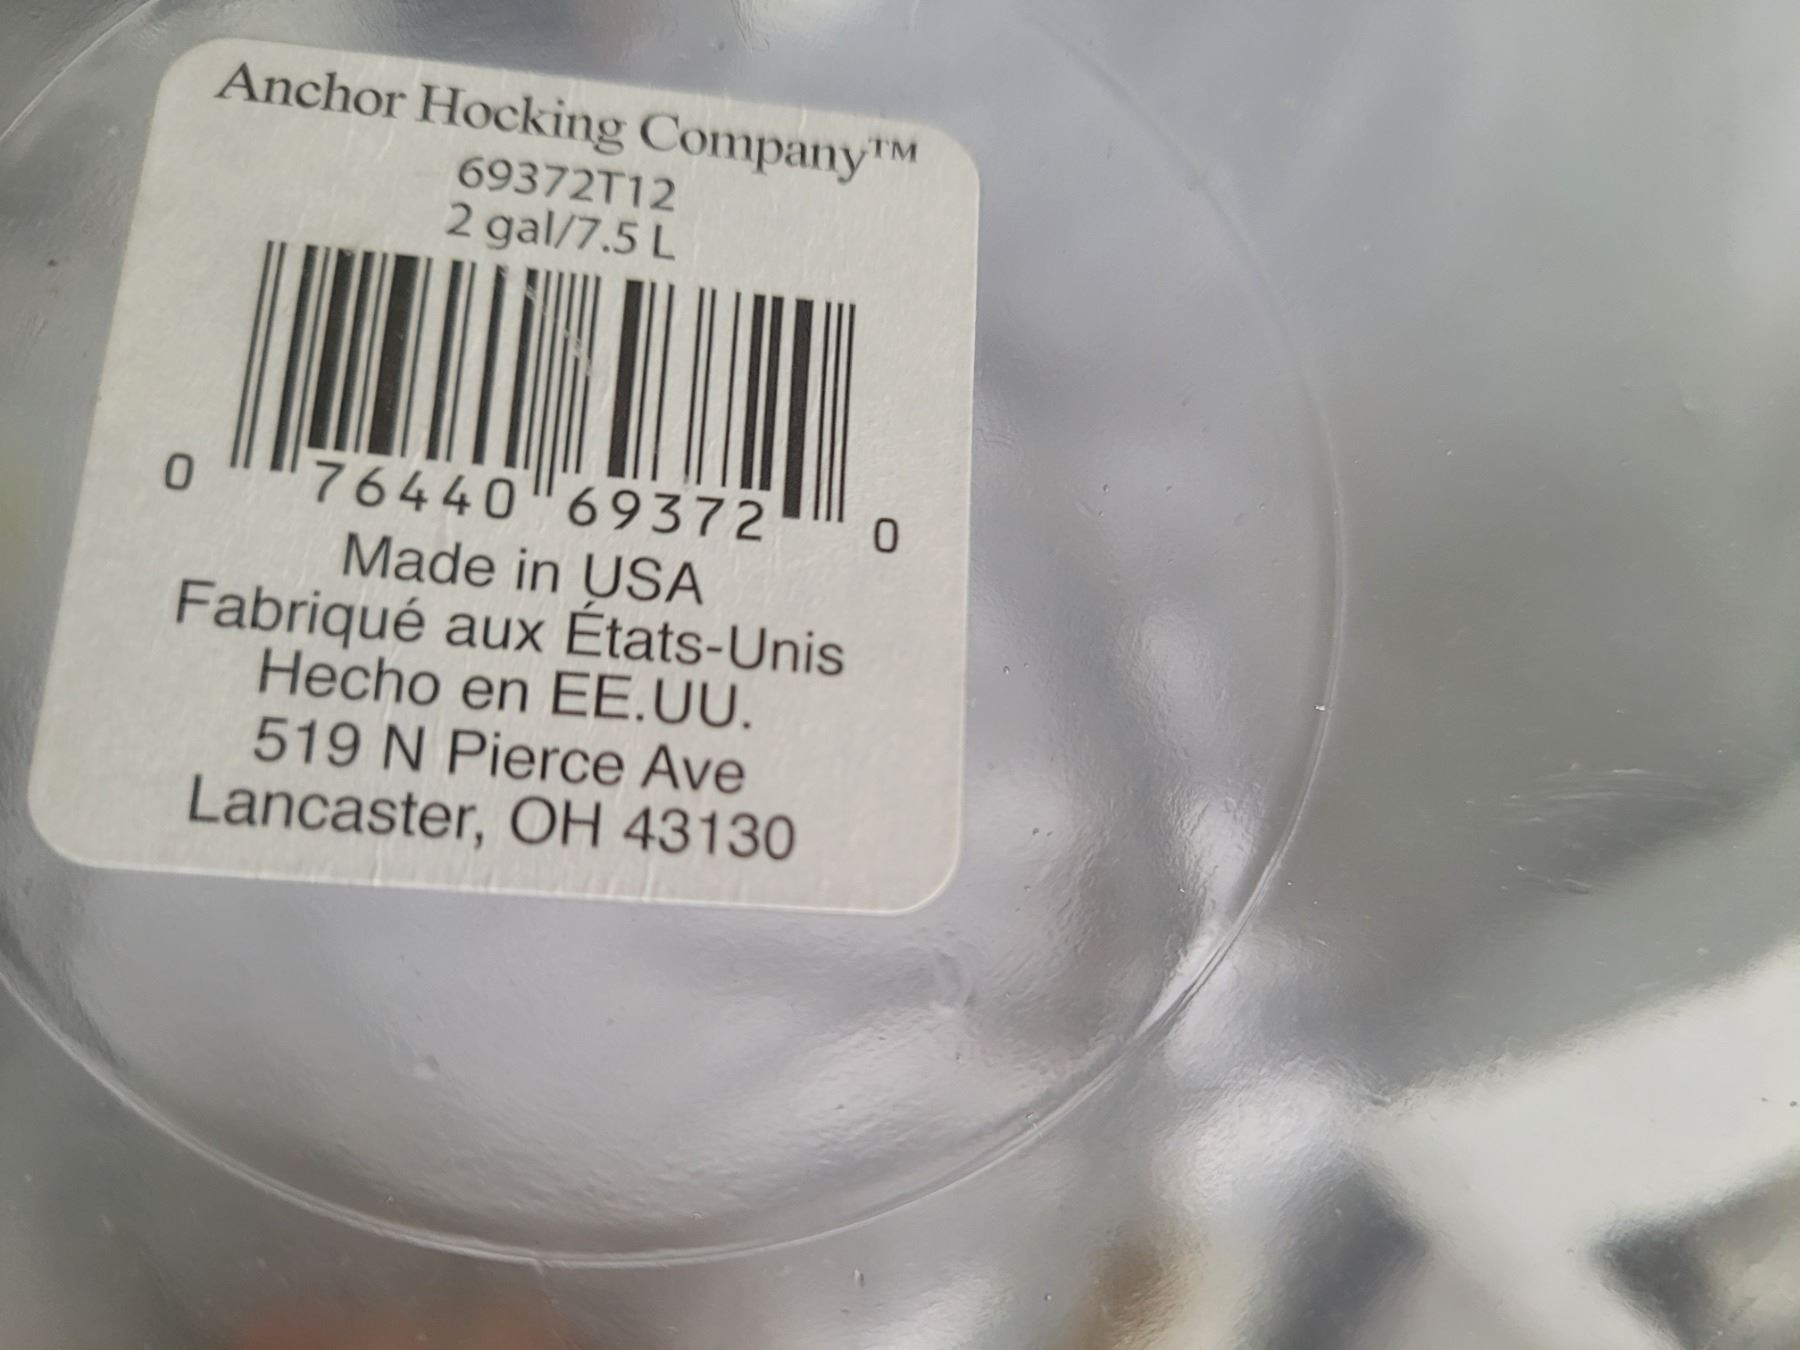 Anchor Hocking Company™
69372T12
2 gal/7.5 L
0 76440 69372 0
Made in USA
Fabriqué aux États-Unis
Hecho en EE.UU.
519 N Pierce Ave
Lancaster, OH 43130